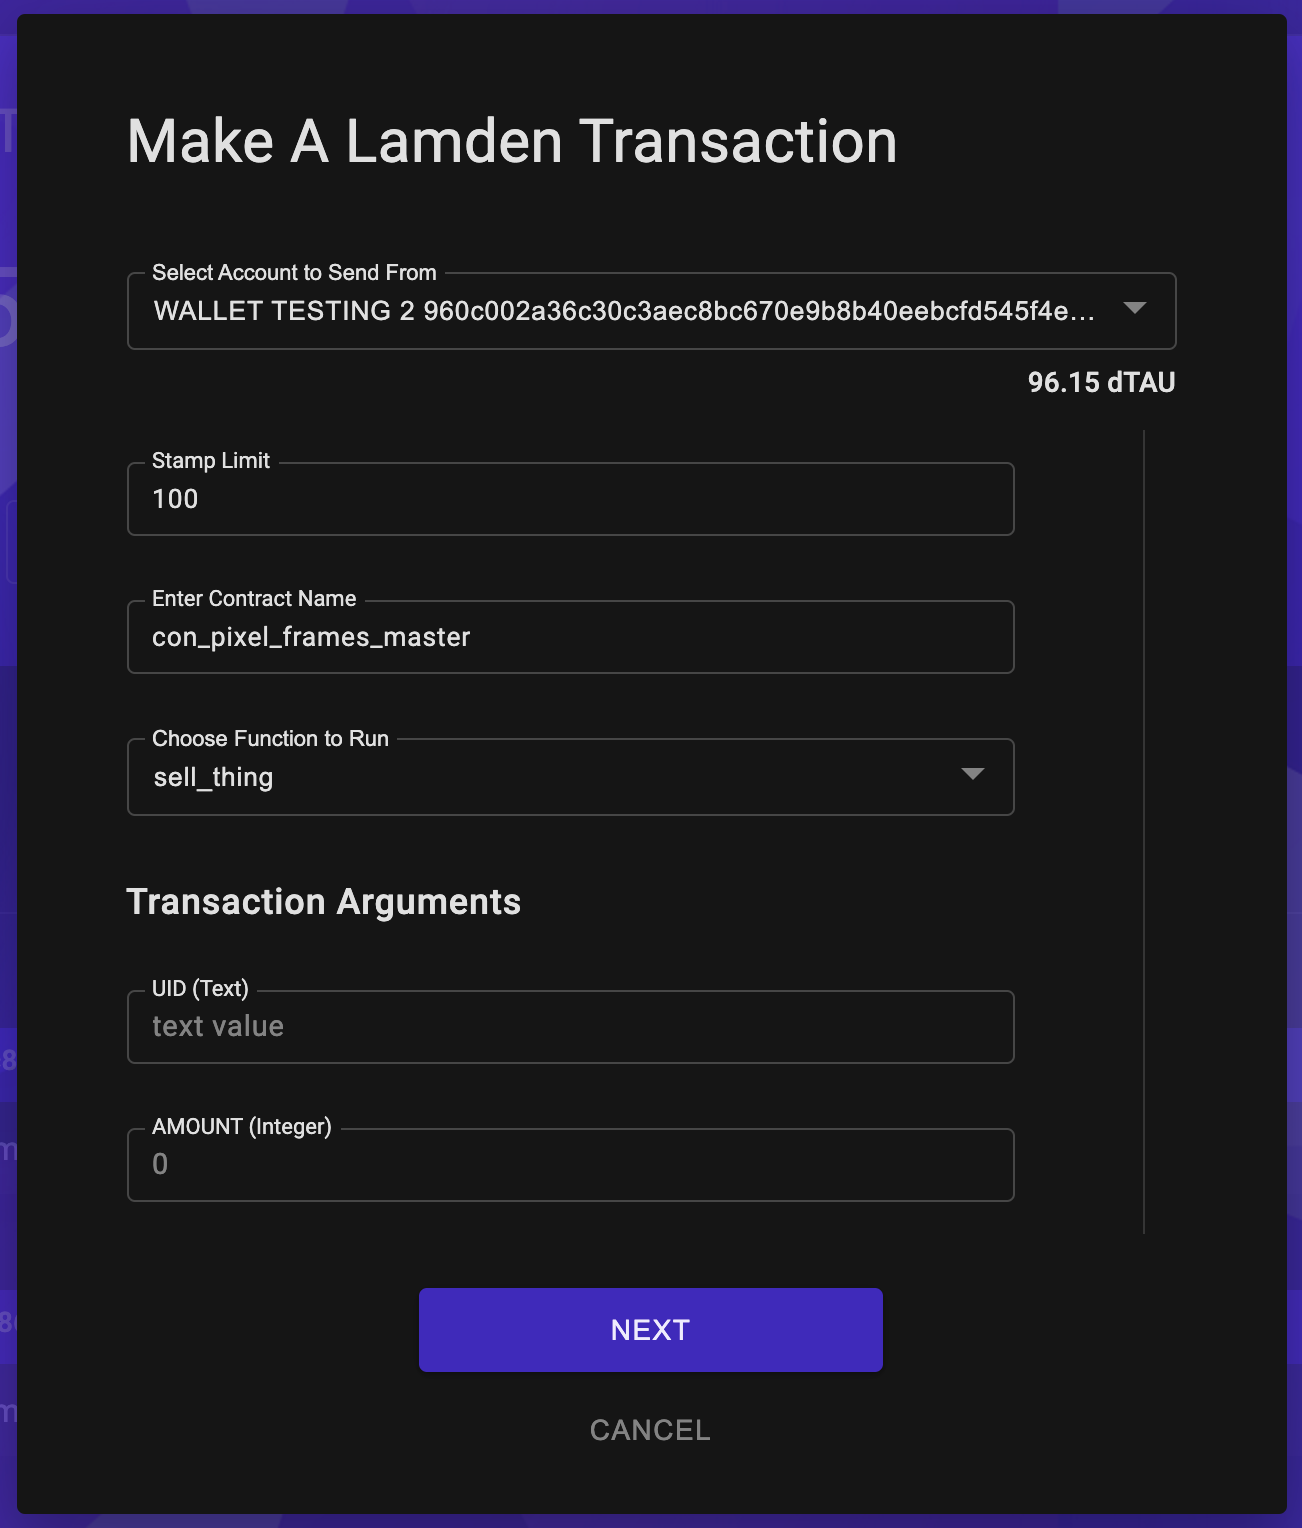 Make A Lamden Transaction
Select Account to Send From
WALLET TESTING 2 960c002a36c30c3aec8bc670e9b8b40eebcfd545f4e...
96.15 dTAU
Stamp Limit
100
Enter Contract Name
con_pixel_frames_master
Choose Function to Run
sell_thing
Transaction Arguments
UID (Text)
text value
AMOUNT (Integer)
0
NEXT
CANCEL